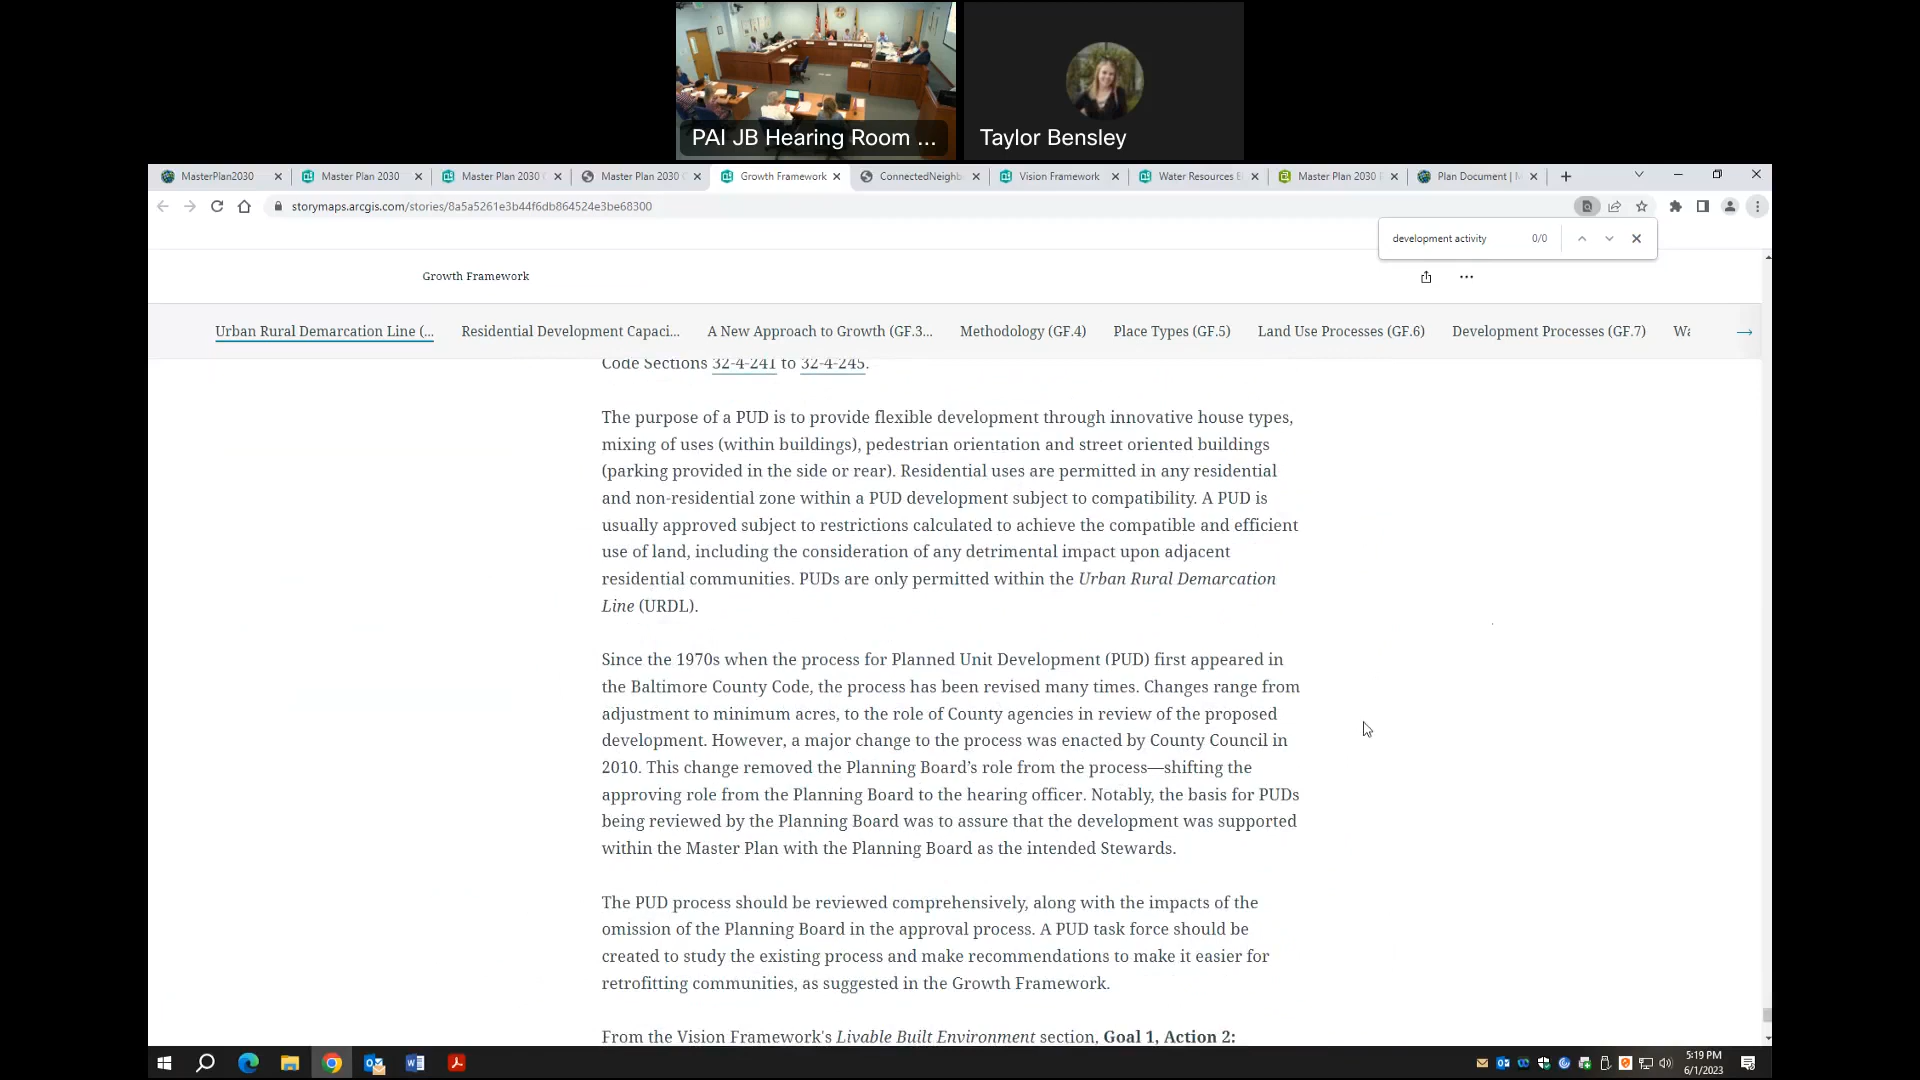 PAI JB Hearing Room ...
Taylor Bensley
MasterPlan2030
Master Plan 2030
Master Plan 2030
Master Plan 2030
Growth Framework
ConnectedNeighb
Vision Framework
Water Resources E
Master Plan 2030
Plan Document | M
storymaps.arcgis.com/stories/8a5a5261e3b44f6db864524e3be68300
development activity 0/0
Growth Framework
Urban Rural Demarcation Line (...
Residential Development Capaci...
A New Approach to Growth (GF.3...
Methodology (GF.4)
Place Types (GF.5)
Land Use Processes (GF.6)
Development Processes (GF.7)
Wa
Code Sections 32-4-241 to 32-4-245.
The purpose of a PUD is to provide flexible development through innovative house types,
mixing of uses (within buildings), pedestrian orientation and street oriented buildings
(parking provided in the side or rear). Residential uses are permitted in any residential
and non-residential zone within a PUD development subject to compatibility. A PUD is
usually approved subject to restrictions calculated to achieve the compatible and efficient
use of land, including the consideration of any detrimental impact upon adjacent
residential communities. PUDs are only permitted within the Urban Rural Demarcation
Line (URDL).
Since the 1970s when the process for Planned Unit Development (PUD) first appeared in
the Baltimore County Code, the process has been revised many times. Changes range from
adjustment to minimum acres, to the role of County agencies in review of the proposed
development. However, a major change to the process was enacted by County Council in
2010. This change removed the Planning Board’s role from the process—shifting the
approving role from the Planning Board to the hearing officer. Notably, the basis for PUDs
being reviewed by the Planning Board was to assure that the development was supported
within the Master Plan with the Planning Board as the intended Stewards.
The PUD process should be reviewed comprehensively, along with the impacts of the
omission of the Planning Board in the approval process. A PUD task force should be
created to study the existing process and make recommendations to make it easier for
retrofitting communities, as suggested in the Growth Framework.
From the Vision Framework's Livable Built Environment section, Goal 1, Action 2:
5:19 PM
6/1/2023